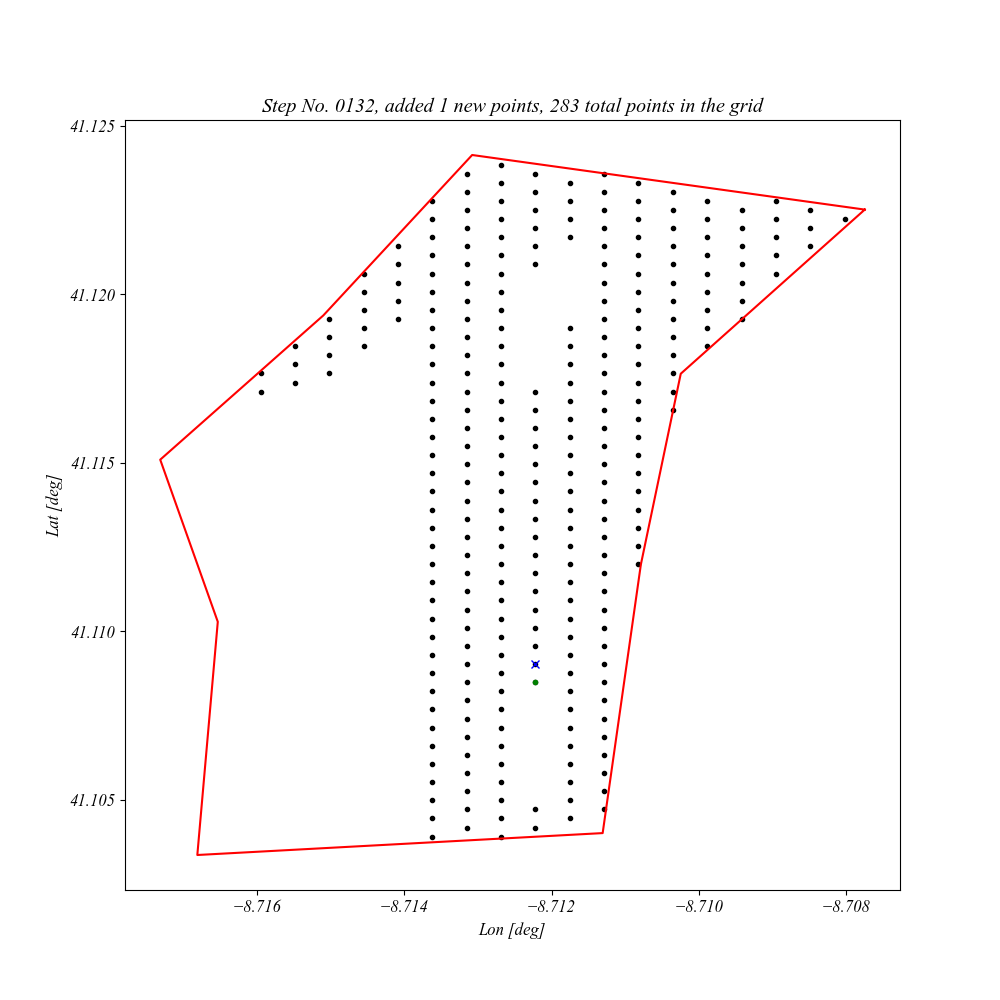 Step No. 0132, added 1 new points, 283 total points in the grid
41.125
41.120
41.115
41.110
41.105
Lat [deg]
−8.716 −8.714 −8.712 −8.710 −8.708
Lon [deg]